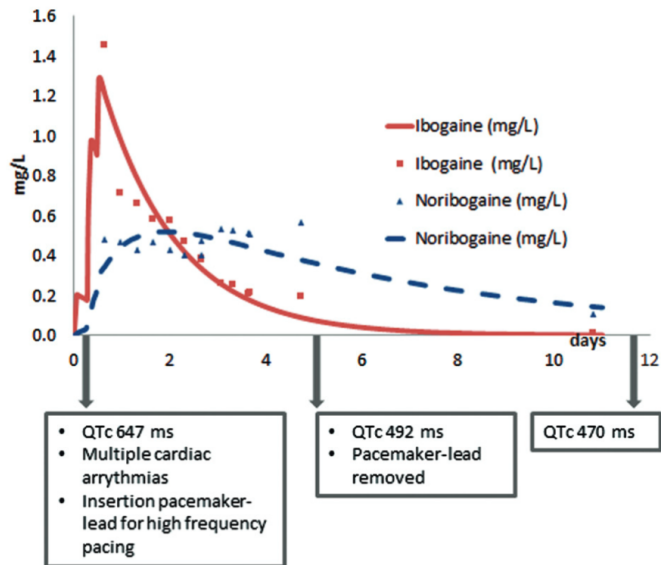 1.6
1.4
1.2
1.0
0.8
0.6
0.4
0.2
0.0
mg/L
Ibogaine (mg/L)
Ibogaine (mg/L)
Noribogaine (mg/L)
Noribogaine (mg/L)
days
0 2 4 6 8 10 12
• QTc 647 ms
• Multiple cardiac
arrythmias
• Insertion pacemaker-
lead for high frequency
pacing
• QTc 492 ms
• Pacemaker-lead
removed
QTc 470 ms